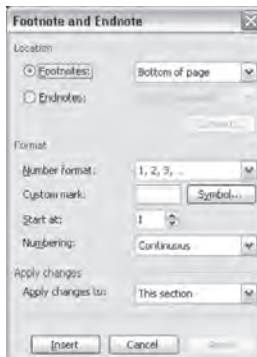 Footnote and Endnote
Location
Footnotes: Bottom of page
Endnotes:
Convert...
Format
Number format: 1, 2, 3, ...
Custom mark: Symbol...
Start at: 1
Numbering: Continuous
Apply changes
Apply changes to: This section
Insert Cancel